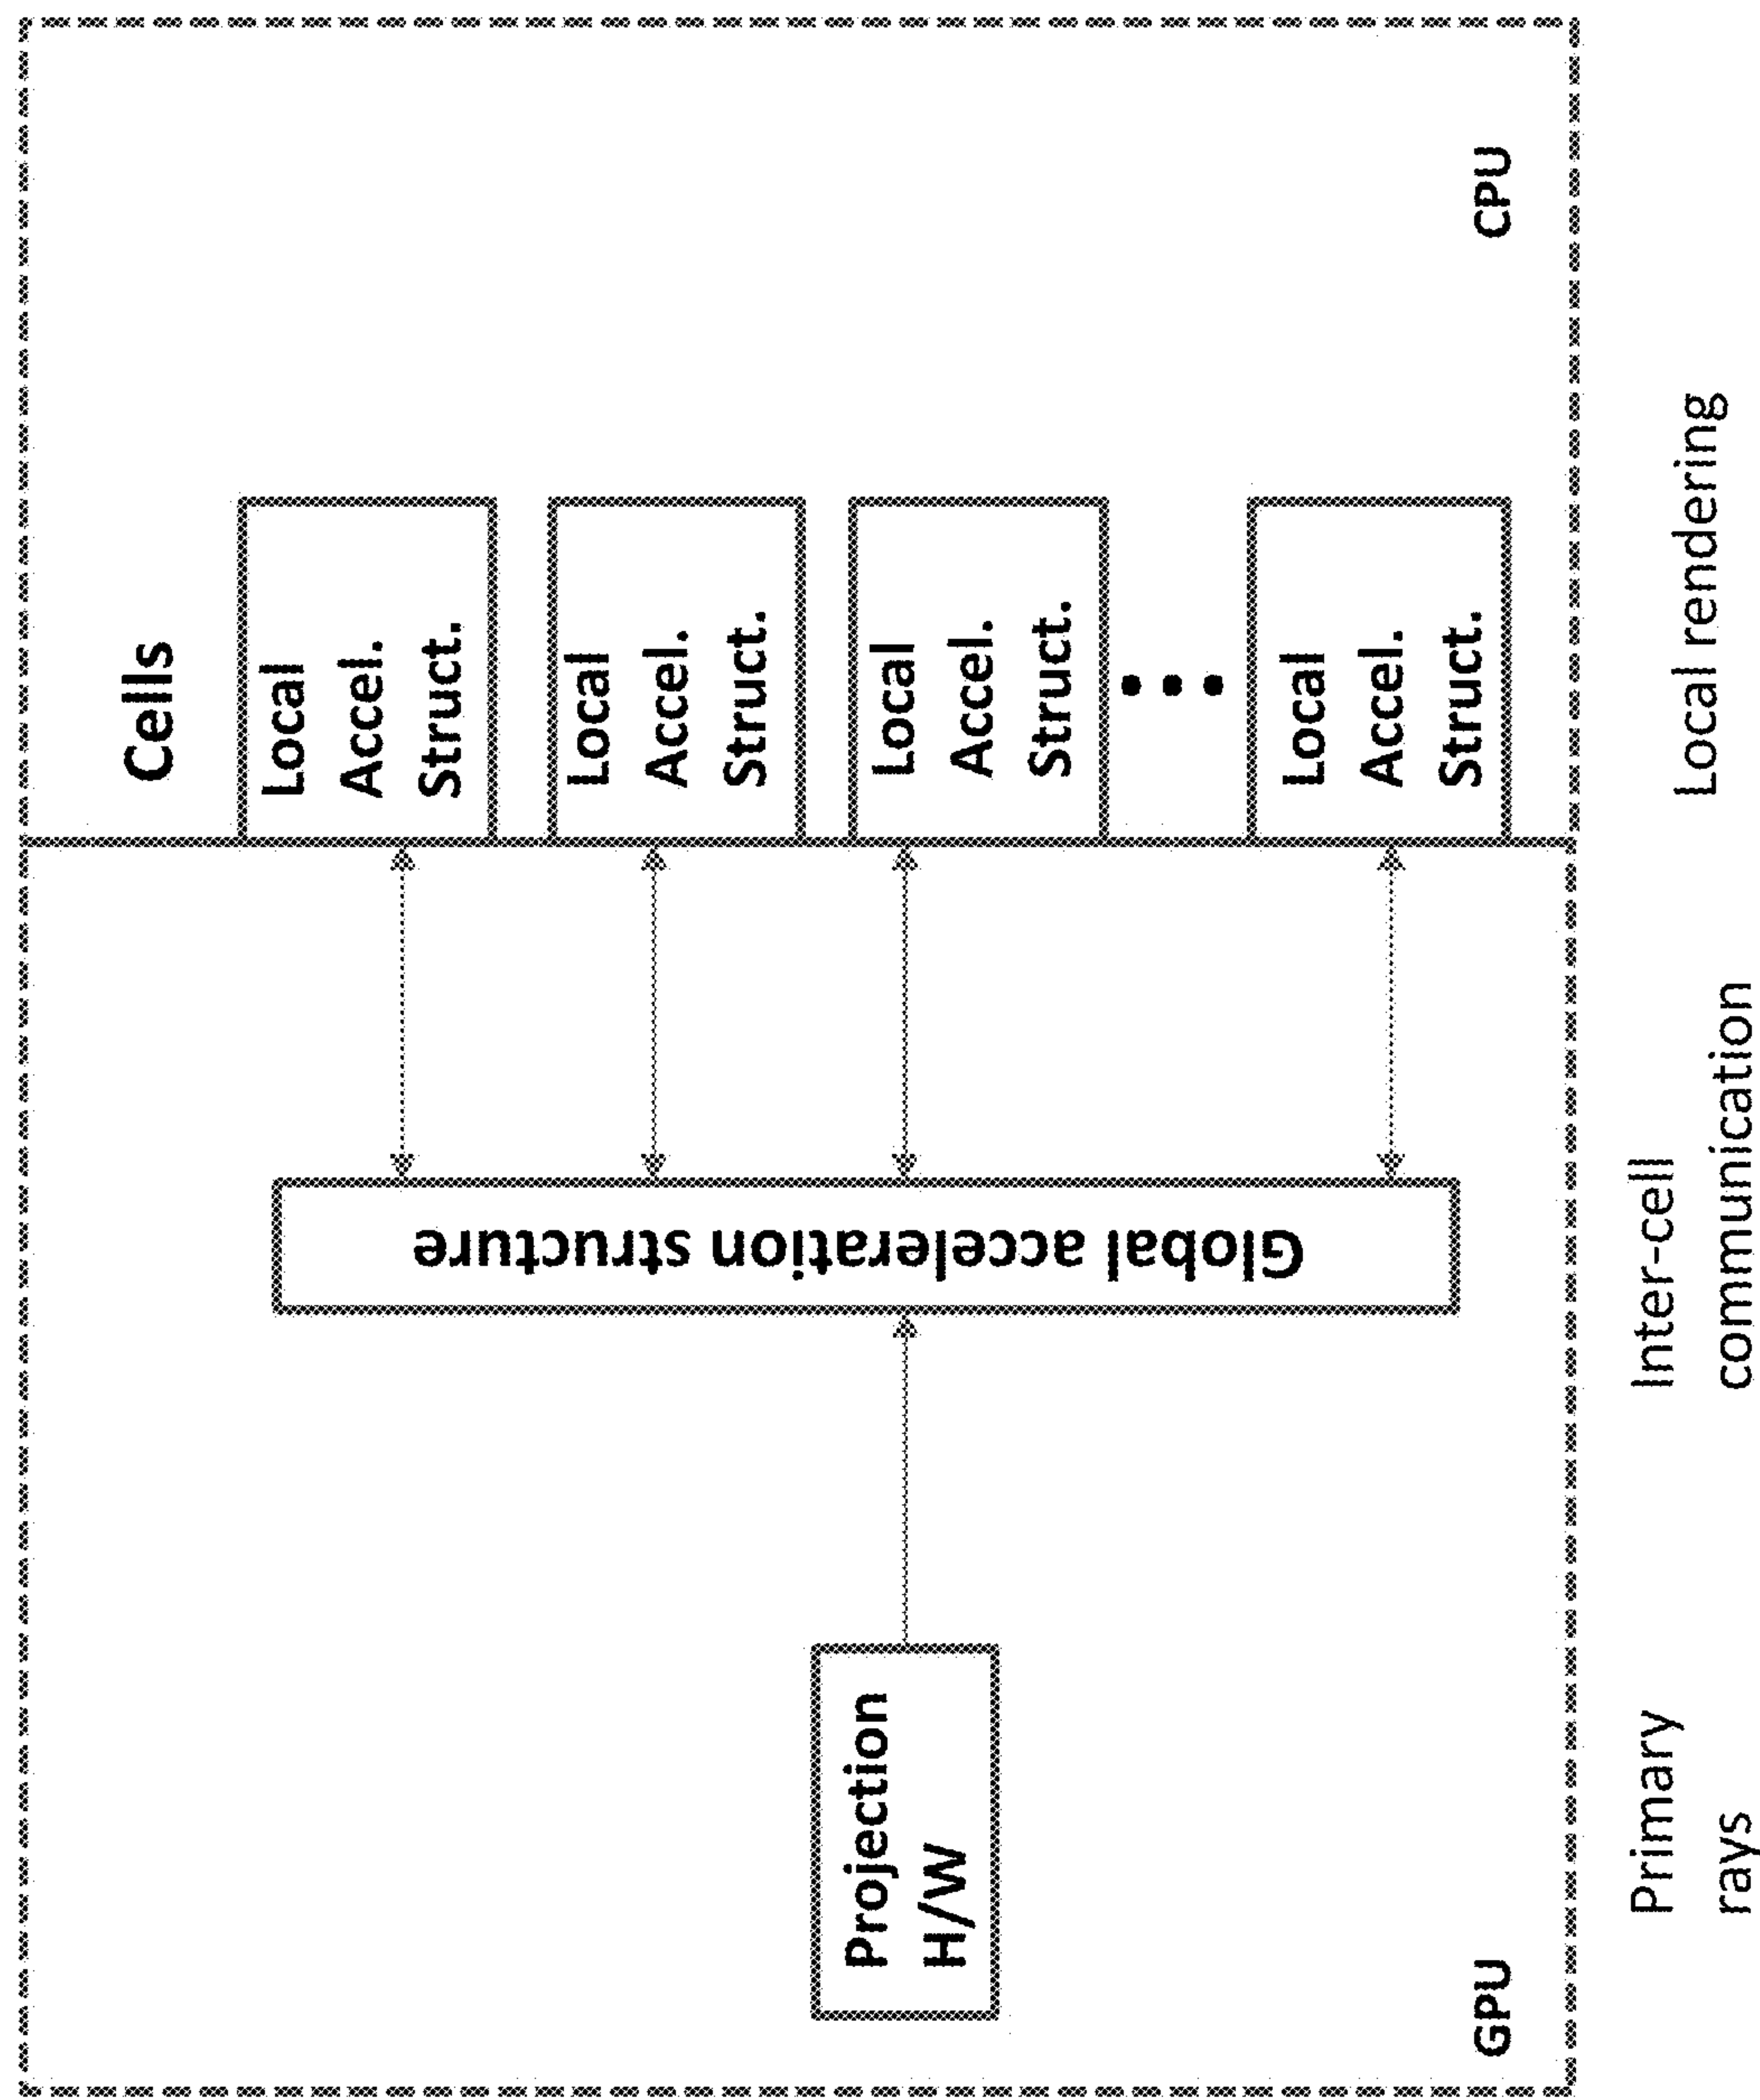 Cells
Projection
H/W
Global acceleration structure
Local
Accel.
Struct.
Local
Accel.
Struct.
Local
Accel.
Struct.
Local
Accel.
Struct.
GPU
CPU
Primary
rays
Inter-cell
communication
Local rendering